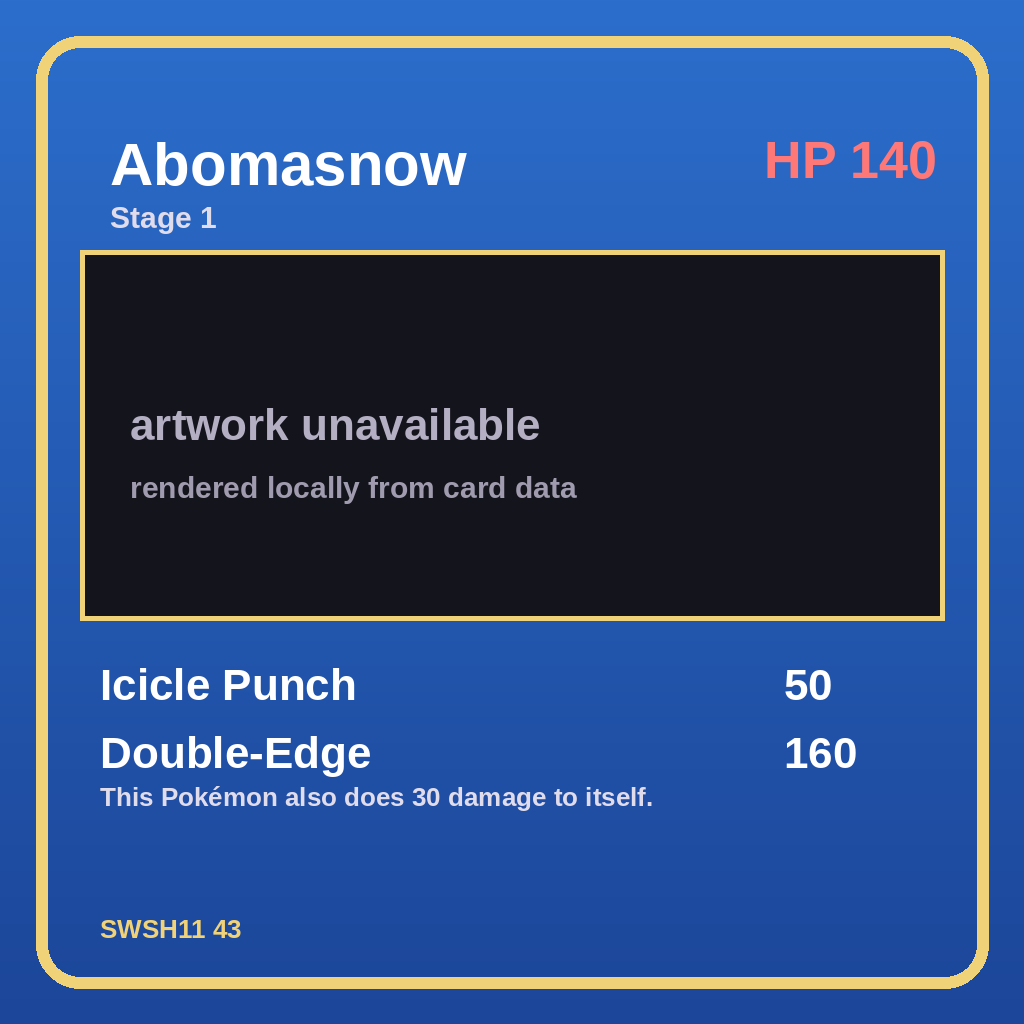 Abomasnow
HP 140
Stage 1
artwork unavailable
rendered locally from card data
Icicle Punch 50
Double-Edge 160
This Pokémon also does 30 damage to itself.
SWSH11 43